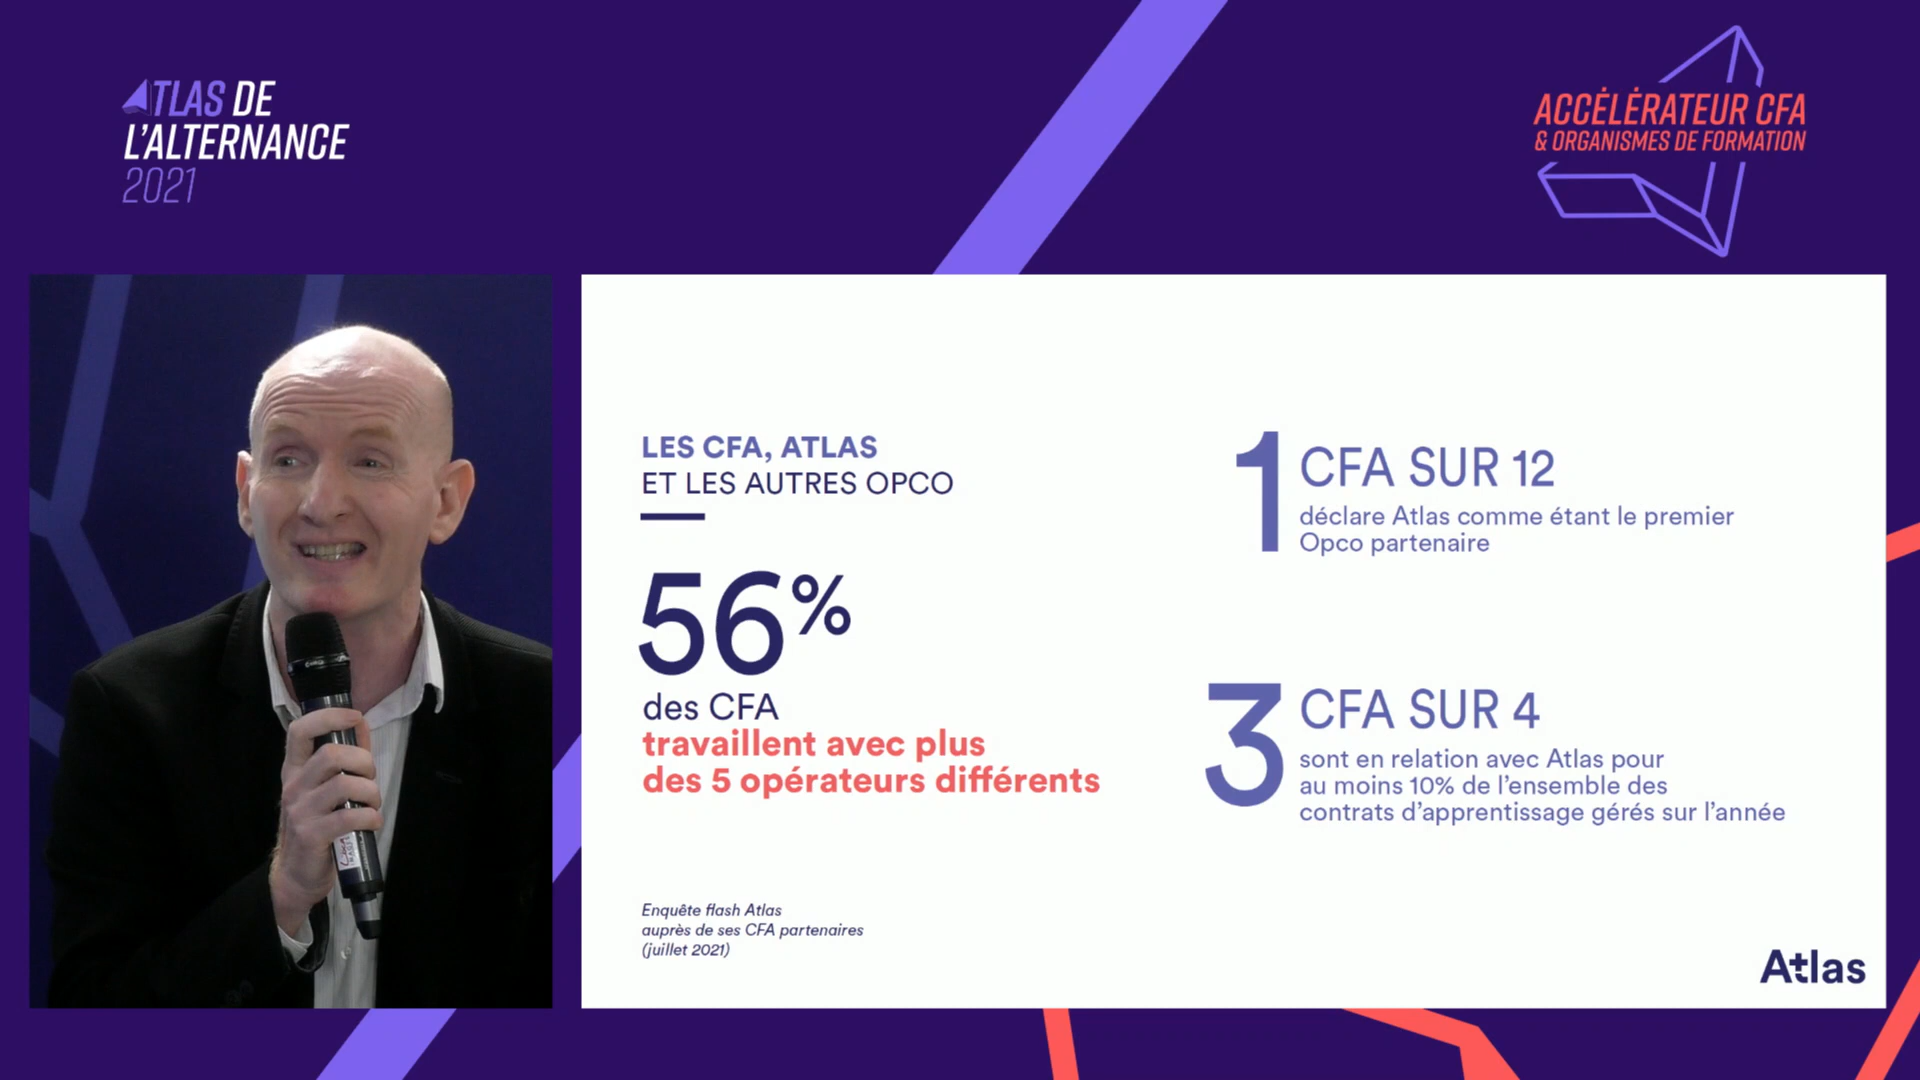 ATLAS DE
L'ALTERNANCE
2021
ACCÉLÉRATEUR CFA
& ORGANISMES DE FORMATION
LES CFA, ATLAS
ET LES AUTRES OPCO
56%
des CFA
travaillent avec plus
des 5 opérateurs différents
Enquête flash Atlas
auprès de ses CFA partenaires
(juillet 2021)
1 CFA SUR 12
déclare Atlas comme étant le premier
Opco partenaire
3 CFA SUR 4
sont en relation avec Atlas pour
au moins 10% de l'ensemble des
contrats d'apprentissage gérés sur l'année
Atlas